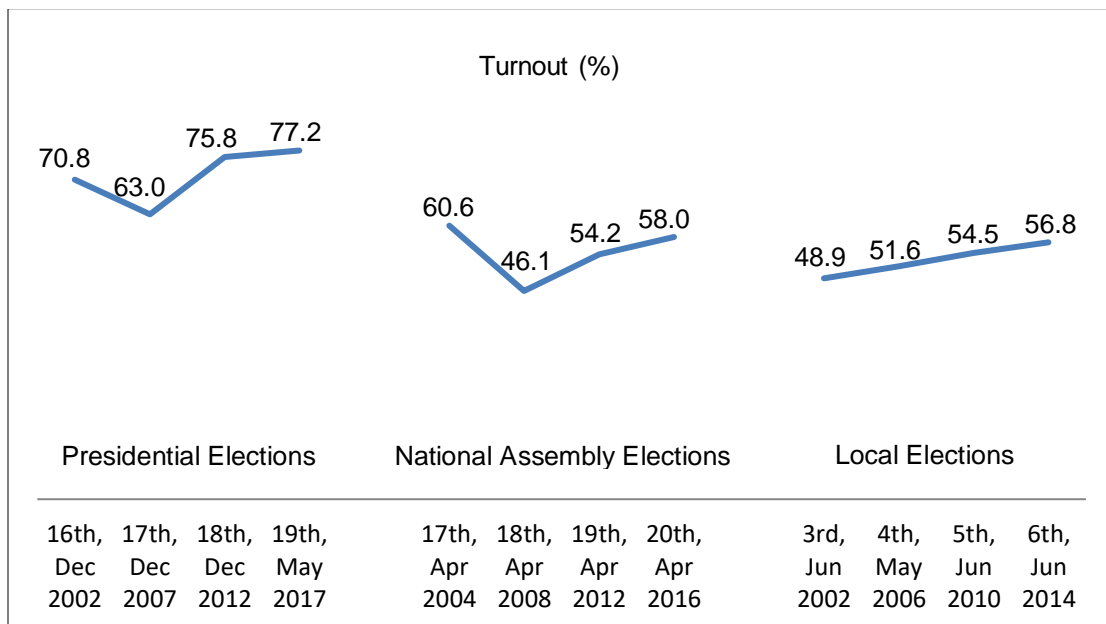 Turnout (%)
70.8
63.0
75.8
77.2
60.6
46.1
54.2
58.0
48.9
51.6
54.5
56.8
Presidential Elections
National Assembly Elections
Local Elections
16th, Dec 2002
17th, Dec 2007
18th, Dec 2012
19th, May 2017
17th, Apr 2004
18th, Apr 2008
19th, Apr 2012
20th, Apr 2016
3rd, Jun 2002
4th, May 2006
5th, Jun 2010
6th, Jun 2014